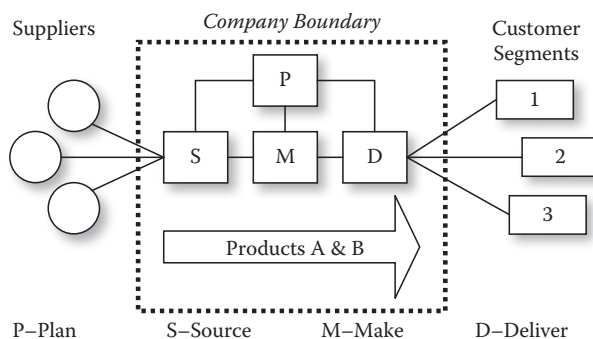 Suppliers
Company Boundary
Customer
Segments
P
1
S
M
D
2
3
Products A & B
P–Plan
S–Source
M–Make
D–Deliver